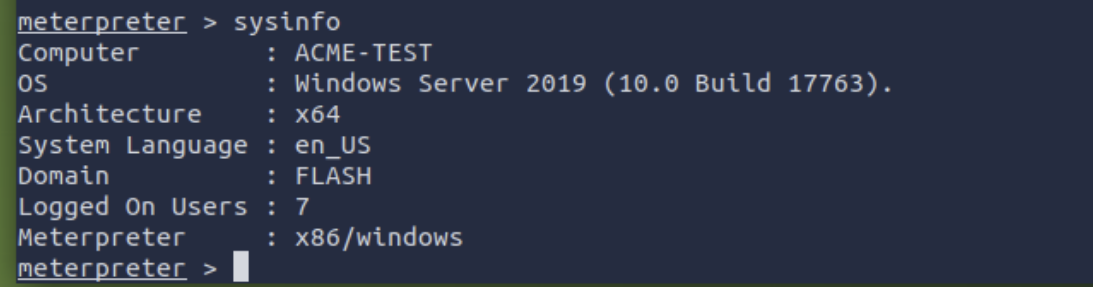 meterpreter > sysinfo
Computer        : ACME-TEST
OS              : Windows Server 2019 (10.0 Build 17763).
Architecture    : x64
System Language : en_US
Domain          : FLASH
Logged On Users : 7
Meterpreter     : x86/windows
meterpreter >